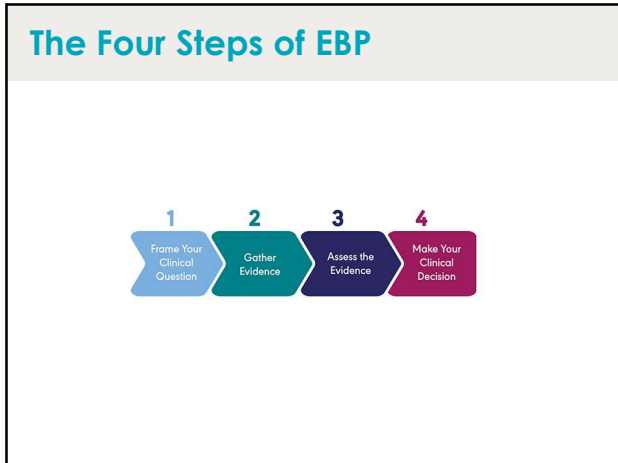 The Four Steps of EBP
1
Frame Your
Clinical
Question
2
Gather
Evidence
3
Assess the
Evidence
4
Make Your
Clinical
Decision